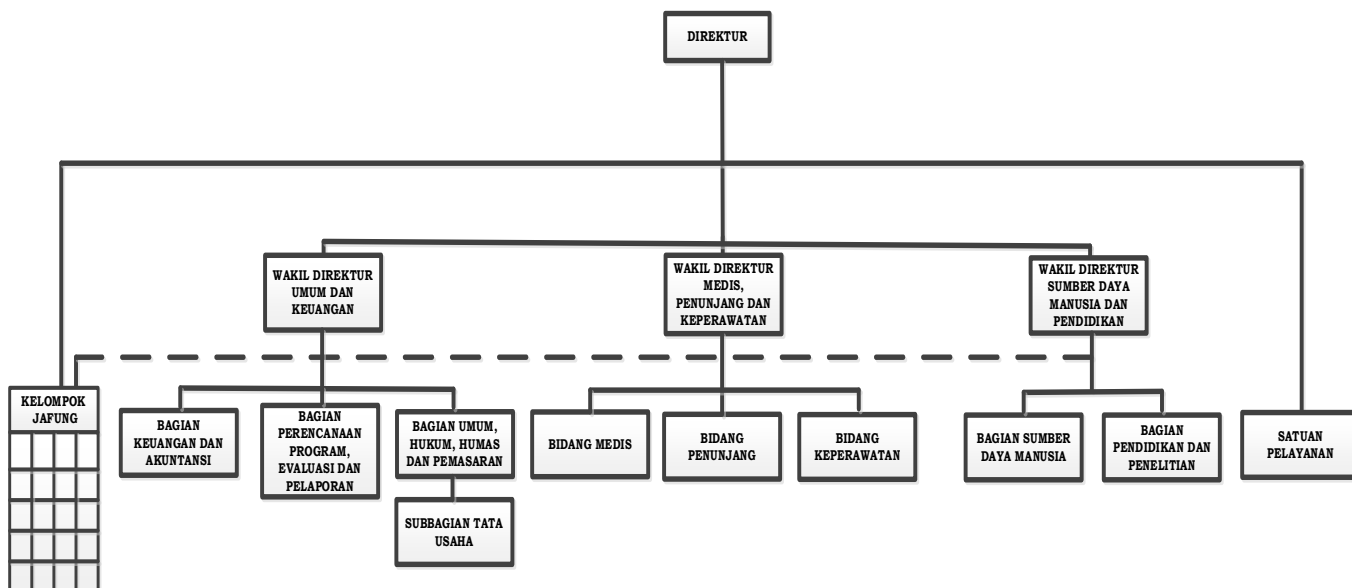 DIREKTUR
WAKIL DIREKTUR
UMUM DAN
KEUANGAN
WAKIL DIREKTUR
MEDIS,
PENUNJANG DAN
KEPERAWATAN
WAKIL DIREKTUR
SUMBER DAYA
MANUSIA DAN
PENDIDIKAN
KELOMPOK
JAFUNG
BAGIAN
KEUANGAN DAN
AKUNTANSI
BAGIAN
PERENCANAAN
PROGRAM,
EVALUASI DAN
PELAPORAN
BAGIAN UMUM,
HUKUM, HUMAS
DAN PEMASARAN
BIDANG MEDIS
BIDANG
PENUNJANG
BIDANG
KEPERAWATAN
BAGIAN SUMBER
DAYA MANUSIA
BAGIAN
PENDIDIKAN DAN
PENELITIAN
SATUAN
PELAYANAN
SUBBAGIAN TATA
USAHA